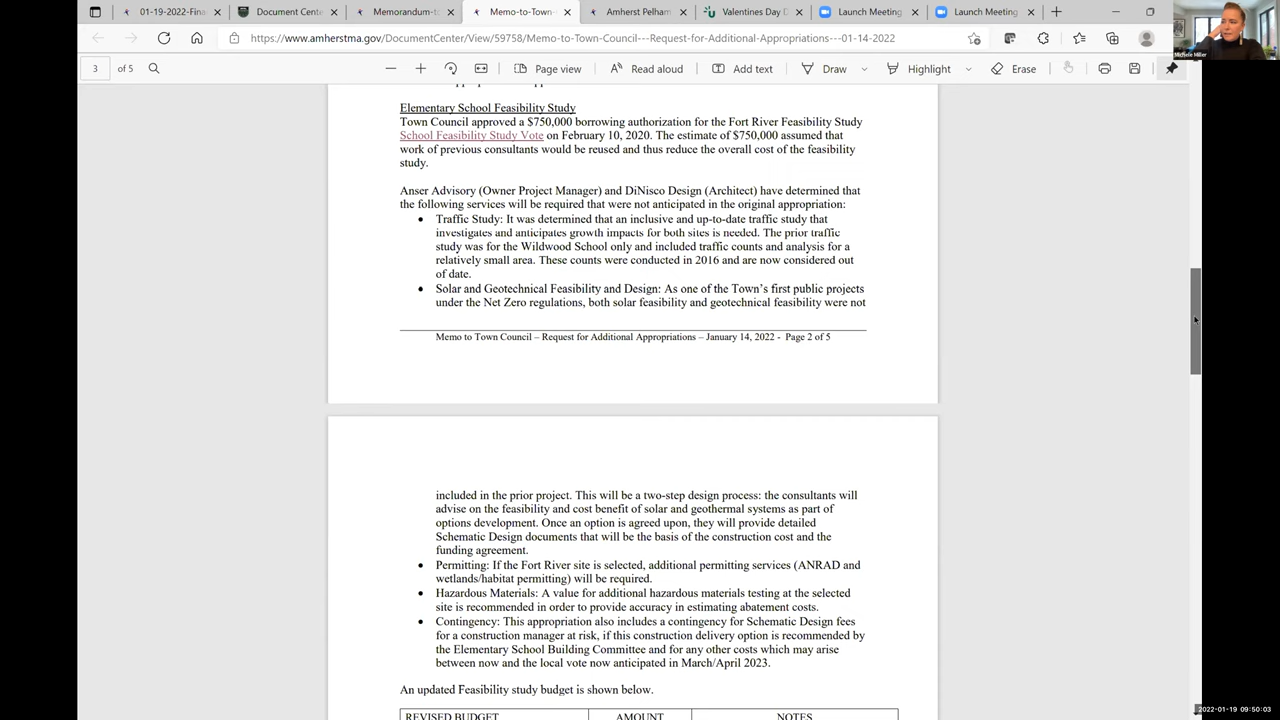 01-19-2022-Fina
Document Cente
Memorandum-to
Memo-to-Town-
Amherst Pelham
Valentines Day D
Launch Meeting
Launch Meeting
https://www.amherstma.gov/DocumentCenter/View/59758/Memo-to-Town-Council---Request-for-Additional-Appropriations---01-14-2022
3 of 5
Page view
Read aloud
Add text
Draw
Highlight
Erase
Michele Miller
Elementary School Feasibility Study
Town Council approved a $750,000 borrowing authorization for the Fort River Feasibility Study
School Feasibility Study Vote on February 10, 2020. The estimate of $750,000 assumed that
work of previous consultants would be reused and thus reduce the overall cost of the feasibility
study.
Anser Advisory (Owner Project Manager) and DiNisco Design (Architect) have determined that
the following services will be required that were not anticipated in the original appropriation:
• Traffic Study: It was determined that an inclusive and up-to-date traffic study that
investigates and anticipates growth impacts for both sites is needed. The prior traffic
study was for the Wildwood School only and included traffic counts and analysis for a
relatively small area. These counts were conducted in 2016 and are now considered out
of date.
• Solar and Geotechnical Feasibility and Design: As one of the Town's first public projects
under the Net Zero regulations, both solar feasibility and geotechnical feasibility were not
Memo to Town Council – Request for Additional Appropriations – January 14, 2022 - Page 2 of 5
included in the prior project. This will be a two-step design process: the consultants will
advise on the feasibility and cost benefit of solar and geothermal systems as part of
options development. Once an option is agreed upon, they will provide detailed
Schematic Design documents that will be the basis of the construction cost and the
funding agreement.
• Permitting: If the Fort River site is selected, additional permitting services (ANRAD and
wetlands/habitat permitting) will be required.
• Hazardous Materials: A value for additional hazardous materials testing at the selected
site is recommended in order to provide accuracy in estimating abatement costs.
• Contingency: This appropriation also includes a contingency for Schematic Design fees
for a construction manager at risk, if this construction delivery option is recommended by
the Elementary School Building Committee and for any other costs which may arise
between now and the local vote now anticipated in March/April 2023.
An updated Feasibility study budget is shown below.
REVISED BUDGET AMOUNT NOTES
2022-01-19 09:50:03